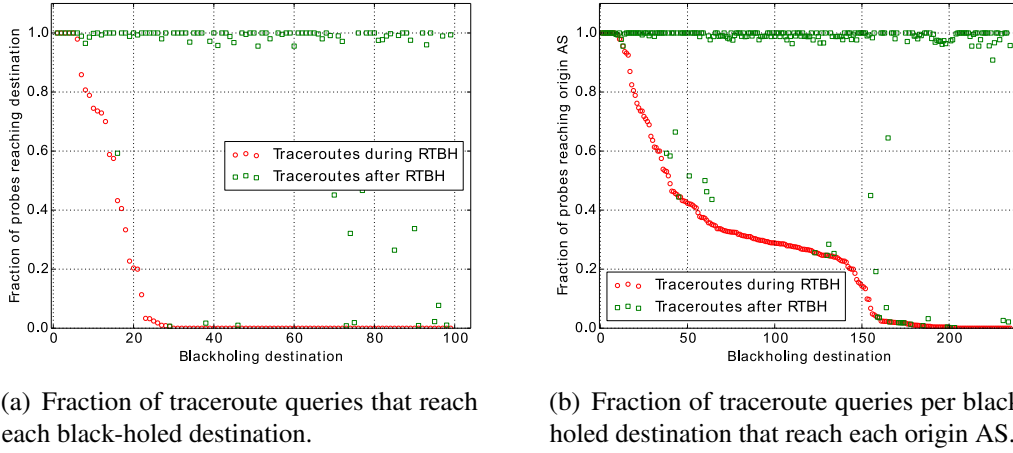 Fraction of probes reaching destination
1.0
0.8
0.6
0.4
0.2
0.0
0 20 40 60 80 100
Blackholing destination
Traceroutes during RTBH
Traceroutes after RTBH
(a) Fraction of traceroute queries that reach
each black-holed destination.
Fraction of probes reaching origin AS
1.0
0.8
0.6
0.4
0.2
0.0
0 50 100 150 200
Blackholing destination
Traceroutes during RTBH
Traceroutes after RTBH
(b) Fraction of traceroute queries per black-
holed destination that reach each origin AS.